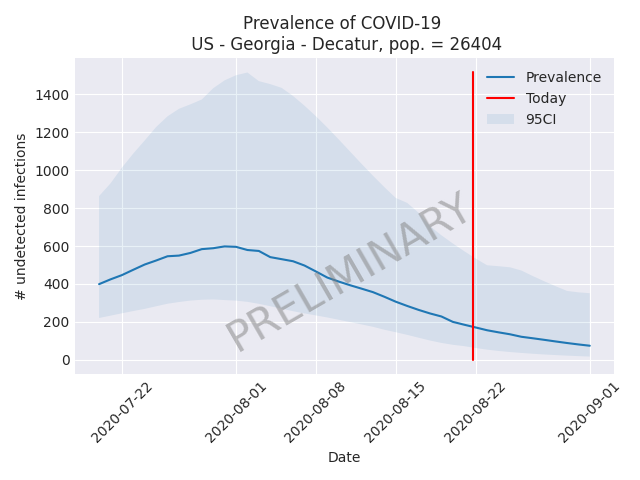 Prevalence of COVID-19
US - Georgia - Decatur, pop. = 26404
# undetected infections
1400
1200
1000
800
600
400
200
0
Prevalence
Today
95CI
PRELIMINARY
2020-07-22
2020-08-01
2020-08-08
2020-08-15
2020-08-22
2020-09-01
Date